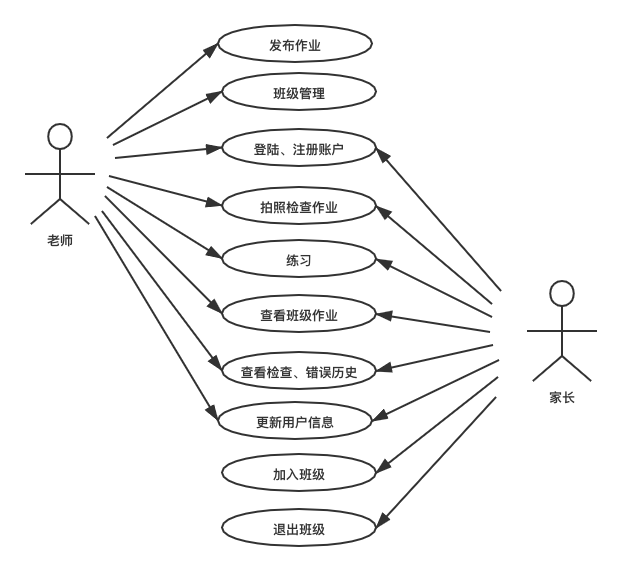 发布作业
班级管理
登陆、注册账户
拍照检查作业
老师
练习
查看班级作业
查看检查、错误历史
家长
更新用户信息
加入班级
退出班级